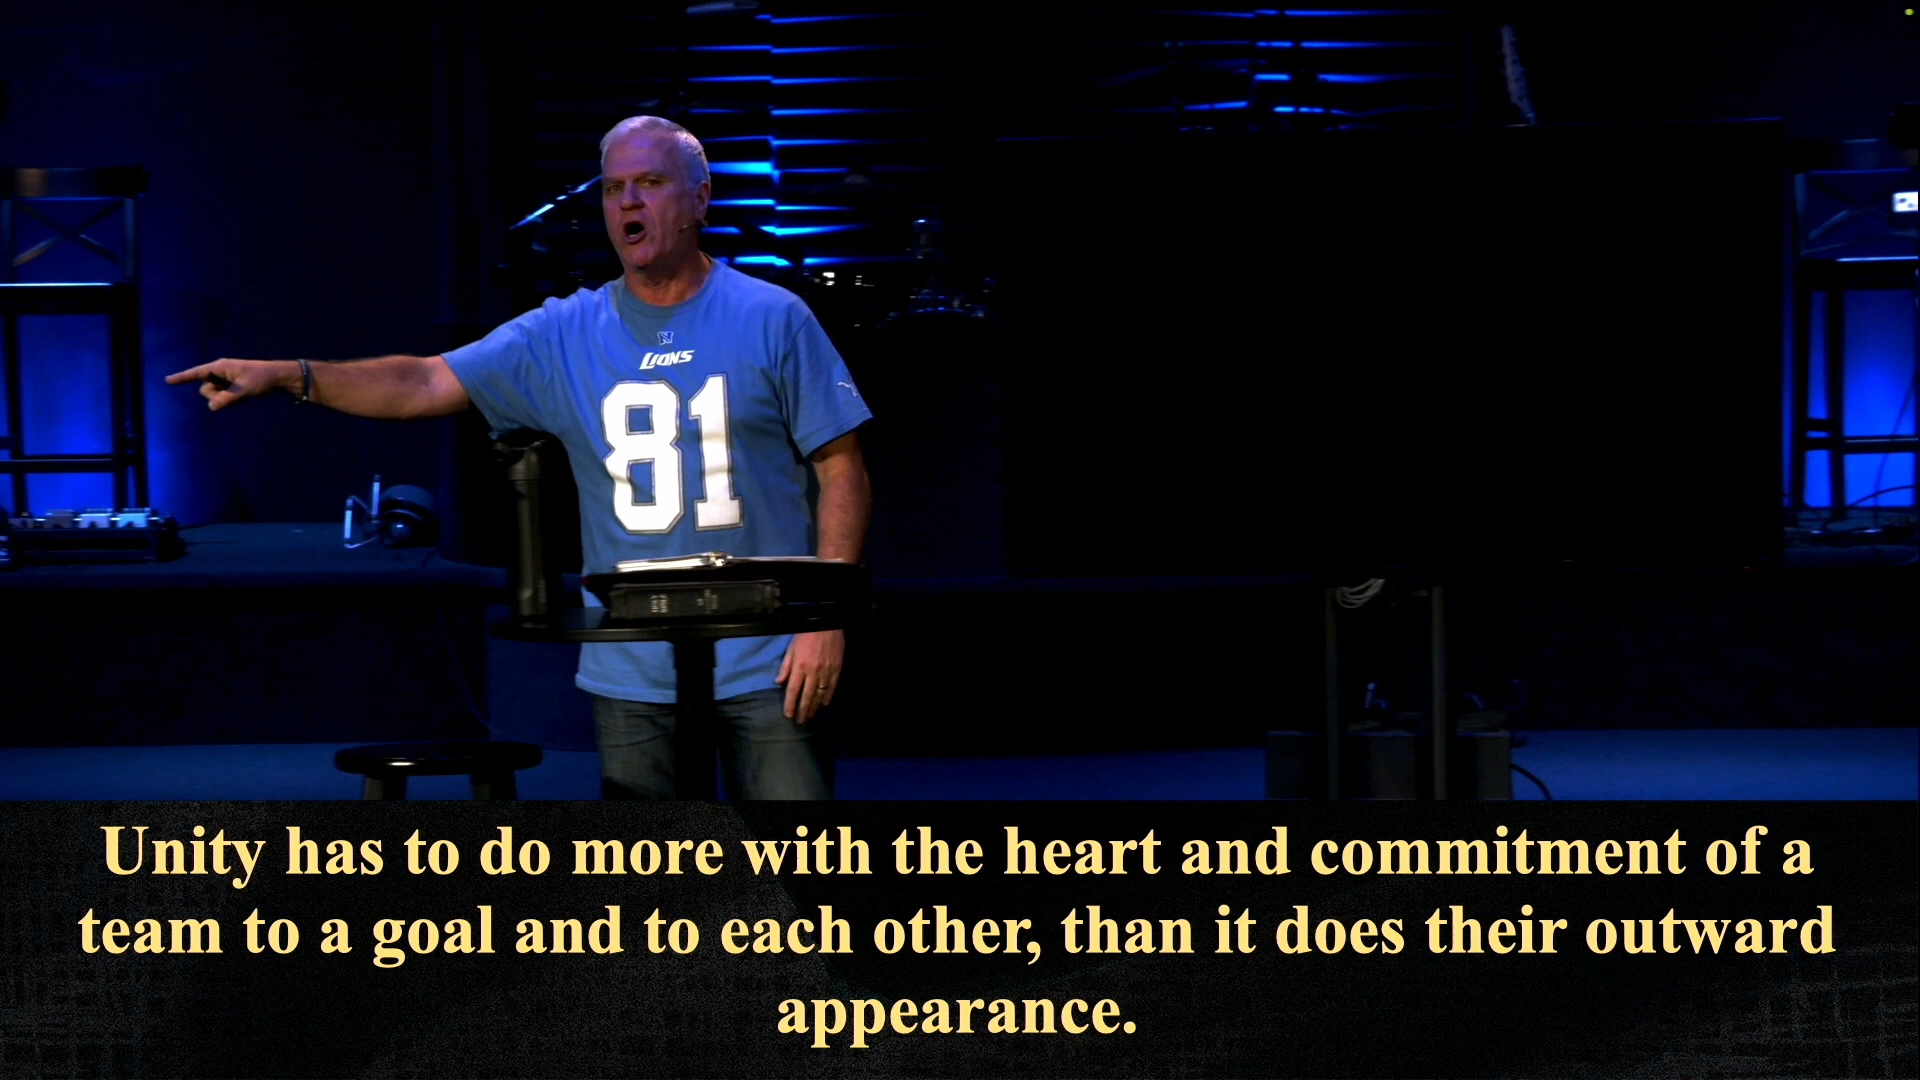 N
LIONS
81
Unity has to do more with the heart and commitment of a
team to a goal and to each other, than it does their outward
appearance.